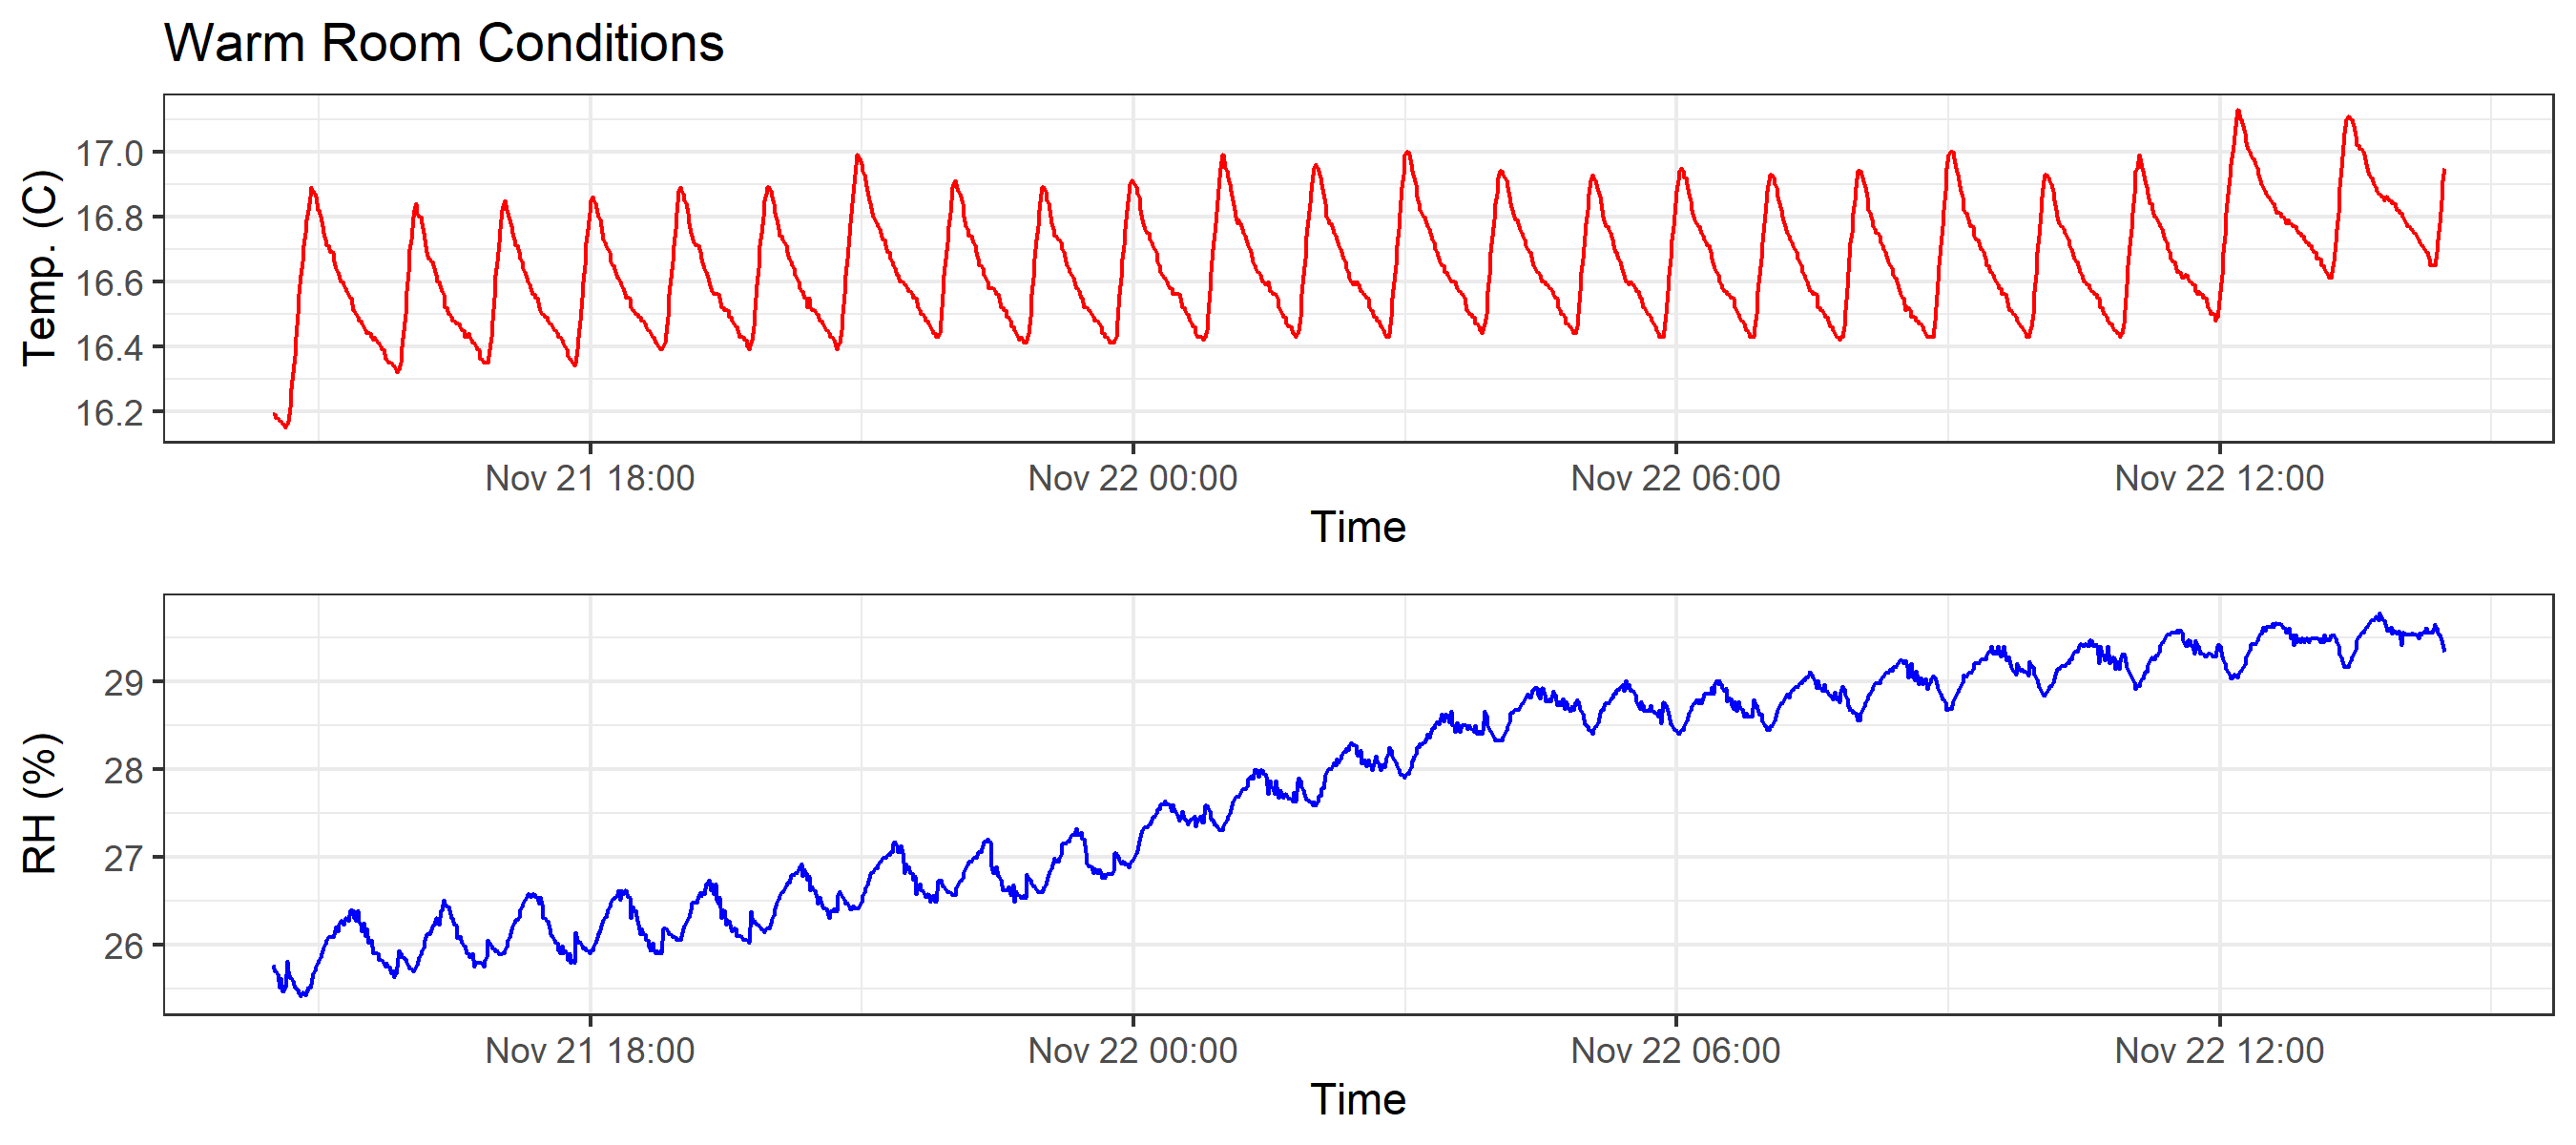 Warm Room Conditions
Temp. (C)
17.0
16.8
16.6
16.4
16.2
Nov 21 18:00 Nov 22 00:00 Nov 22 06:00 Nov 22 12:00
Time
RH (%)
29
28
27
26
Nov 21 18:00 Nov 22 00:00 Nov 22 06:00 Nov 22 12:00
Time